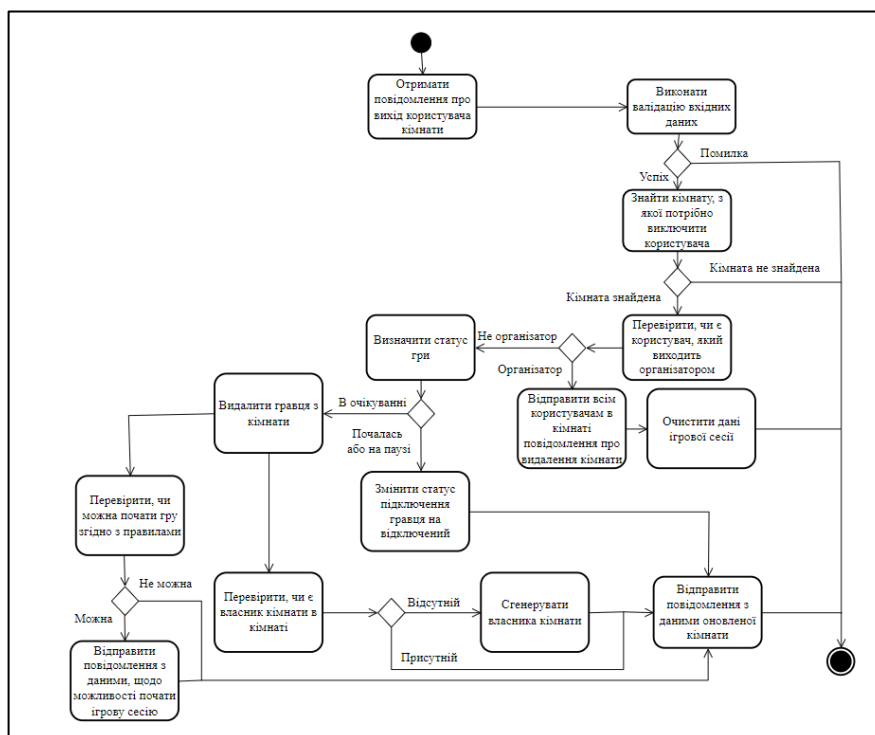 Отримати
повідомлення про
вихід користувача
кімнати
Виконати
валідацію вхідних
даних
Помилка
Успіх
Знайти кімнату, з
якої потрібно
виключити
користувача
Кімната не знайдена
Кімната знайдена
Перевірити, чи є
користувач, який
виходить
організатором
Не організатор
Організатор
Визначити статус
гри
Відправити всім
користувачам в
кімнаті
повідомлення про
видалення кімнати
Очистити дані
ігрової сесії
В очікуванні
Видалити гравця з
кімнати
Почалась
або на паузі
Змінити статус
підключення
гравця на
відключений
Перевірити, чи
можна почати гру
згідно з правилами
Не можна
Можна
Перевірити, чи є
власник кімнати в
кімнаті
Відсутній
Присутній
Сгенерувати
власника кімнати
Відправити
повідомлення з
даними оновленої
кімнати
Відправити
повідомлення з
даними, щодо
можливості почати
ігрову сесію